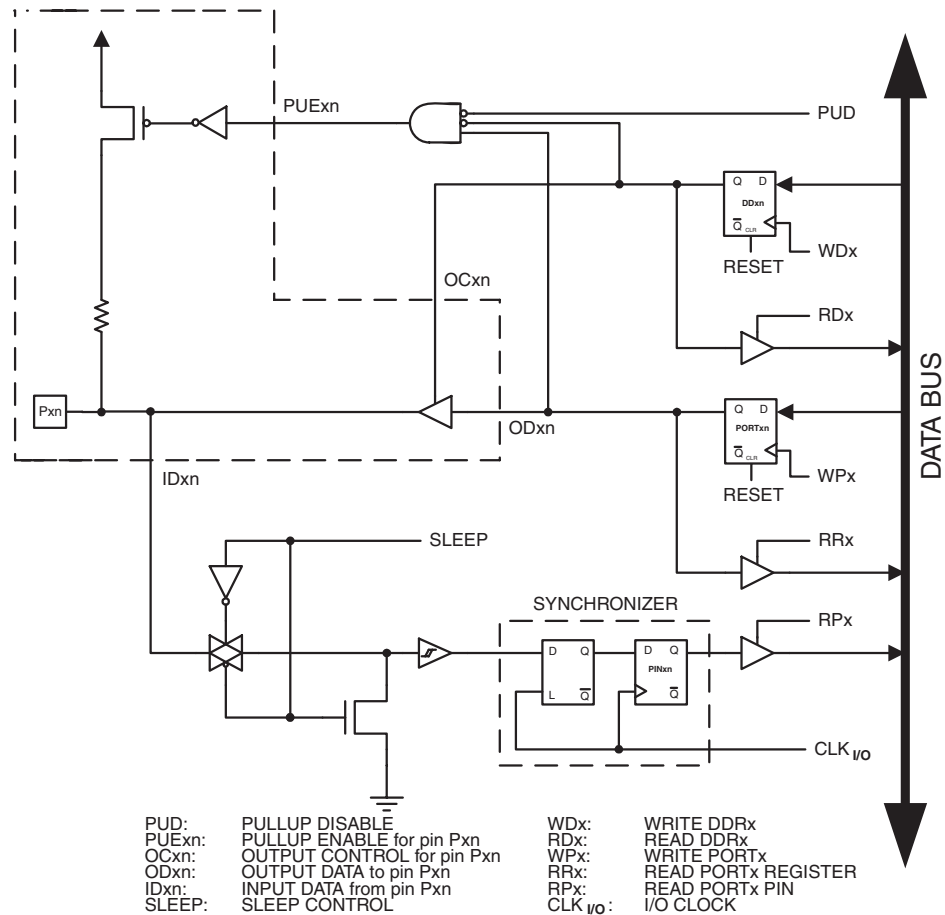 PUExn
PUD
Q D
DDxn
Q CLR
WDx
RESET
OCxn
RDx
Pxn
ODxn
Q D
PORTxn
Q CLR
WPx
RESET
IDxn
DATA BUS
SLEEP
RRx
SYNCHRONIZER
RPx
D Q
L Q
D Q
PINxn
Q
CLK I/O
PUD: PULLUP DISABLE
PUExn: PULLUP ENABLE for pin Pxn
OCxn: OUTPUT CONTROL for pin Pxn
ODxn: OUTPUT DATA to pin Pxn
IDxn: INPUT DATA from pin Pxn
SLEEP: SLEEP CONTROL
WDx: WRITE DDRx
RDx: READ DDRx
WPx: WRITE PORTx
RRx: READ PORTx REGISTER
RPx: READ PORTx PIN
CLK I/O: I/O CLOCK